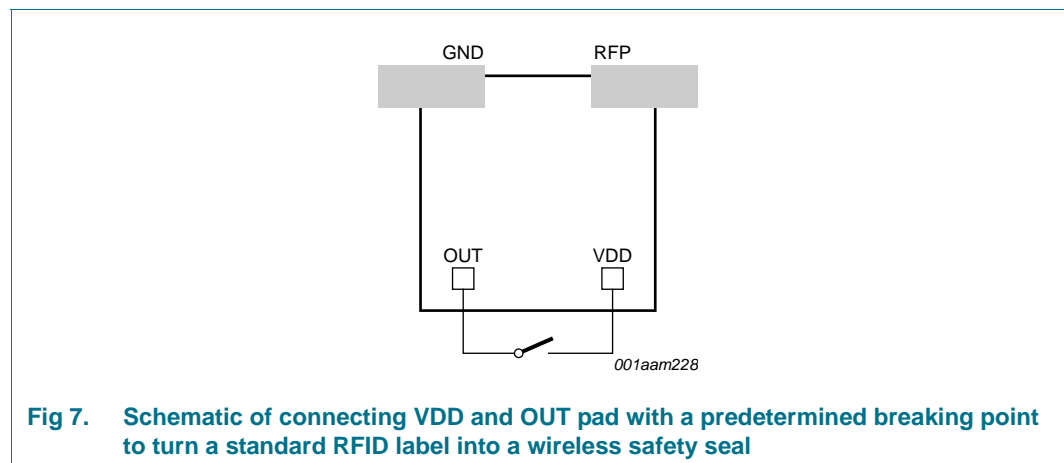 GND RFP
OUT VDD
001aam228
Fig 7. Schematic of connecting VDD and OUT pad with a predetermined breaking point
to turn a standard RFID label into a wireless safety seal